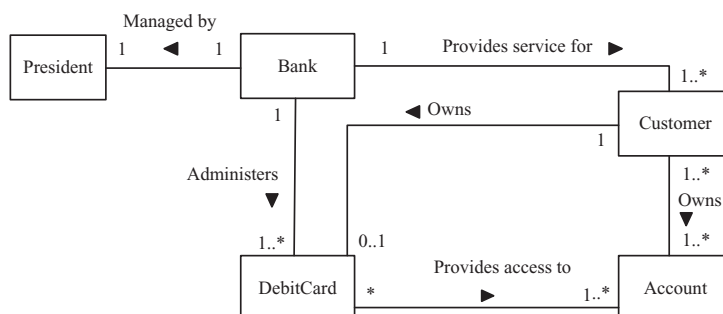 Managed by
1 1
President
Bank
1 Provides service for
1..*
Customer
Owns
1
1
Administers
1..*
Owns
1..*
1..*
0..1
DebitCard
Provides access to
*
1..*
Account